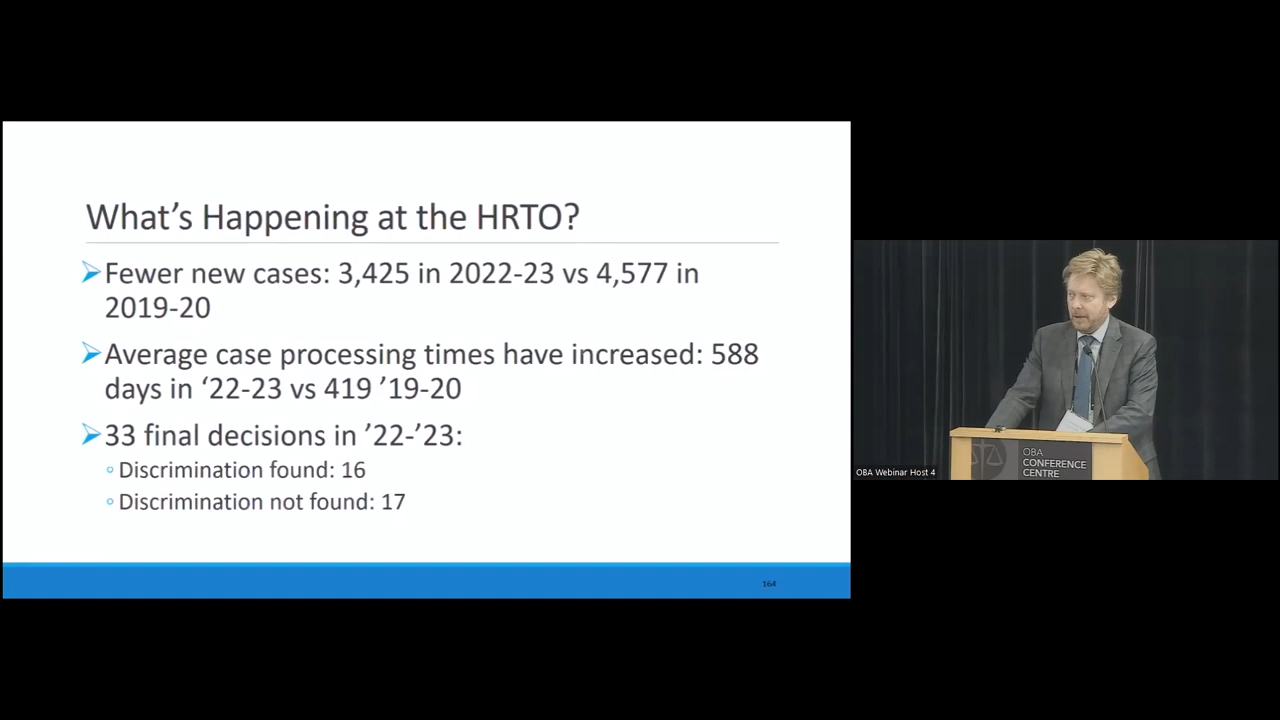 What’s Happening at the HRTO?
➢Fewer new cases: 3,425 in 2022-23 vs 4,577 in
2019-20
➢Average case processing times have increased: 588
days in ‘22-23 vs 419 ’19-20
➢33 final decisions in ’22-’23:
◦Discrimination found: 16
◦Discrimination not found: 17
164
OBA
CONFERENCE
CENTRE
OBA Webinar Host 4